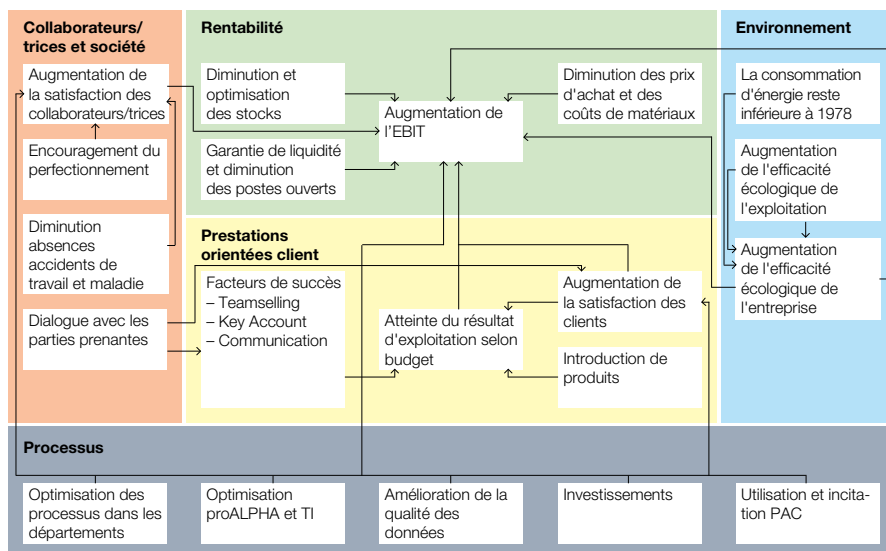 Collaborateurs/
trices et société
Augmentation de
la satisfaction des
collaborateurs/trices
Encouragement du
perfectionnement
Diminution
absences
accidents de
travail et maladie
Dialogue avec les
parties prenantes
Rentabilité
Diminution et
optimisation
des stocks
Garantie de liquidité
et diminution
des postes ouverts
Augmentation de
l'EBIT
Diminution des prix
d'achat et des
coûts de matériaux
Prestations
orientées client
Facteurs de succès
– Teamselling
– Key Account
– Communication
Atteinte du résultat
d'exploitation selon
budget
Augmentation de
la satisfaction des
clients
Introduction de
produits
Environnement
La consommation
d'énergie reste
inférieure à 1978
Augmentation
de l'efficacité
écologique de
l'exploitation
Augmentation
de l'efficacité
écologique de
l'entreprise
Processus
Optimisation des
processus dans les
départements
Optimisation
proALPHA et TI
Amélioration de la
qualité des
données
Investissements
Utilisation et incita-
tion PAC